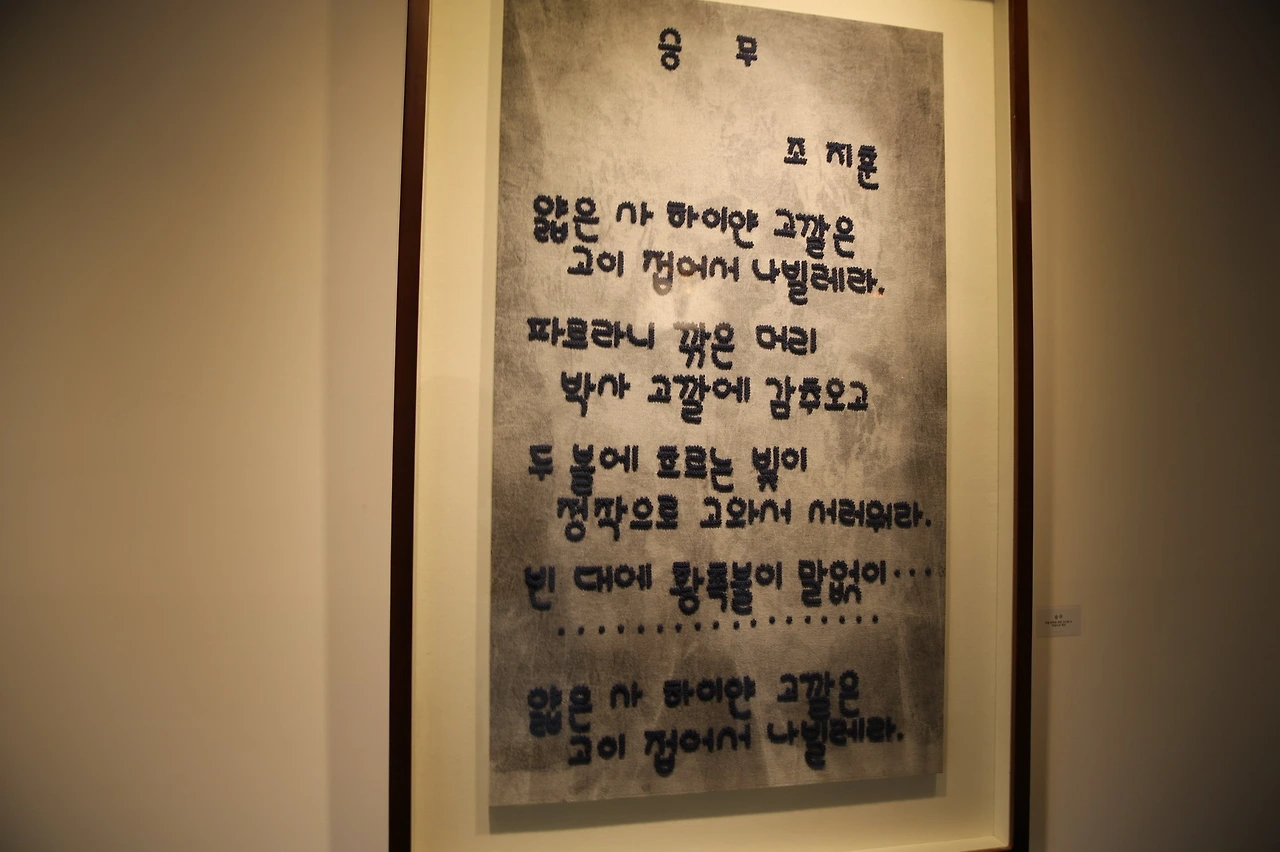 승 무
조 지훈
얇은 사 하이얀 고깔은
고이 접어서 나빌레라.
파르라니 깎은 머리
박사 고깔에 감추오고
두 볼에 흐르는 빛이
정작으로 고와서 서러워라.
빈 대에 황촉불이 말없이···
·················
얇은 사 하이얀 고깔은
고이 접어서 나빌레라.